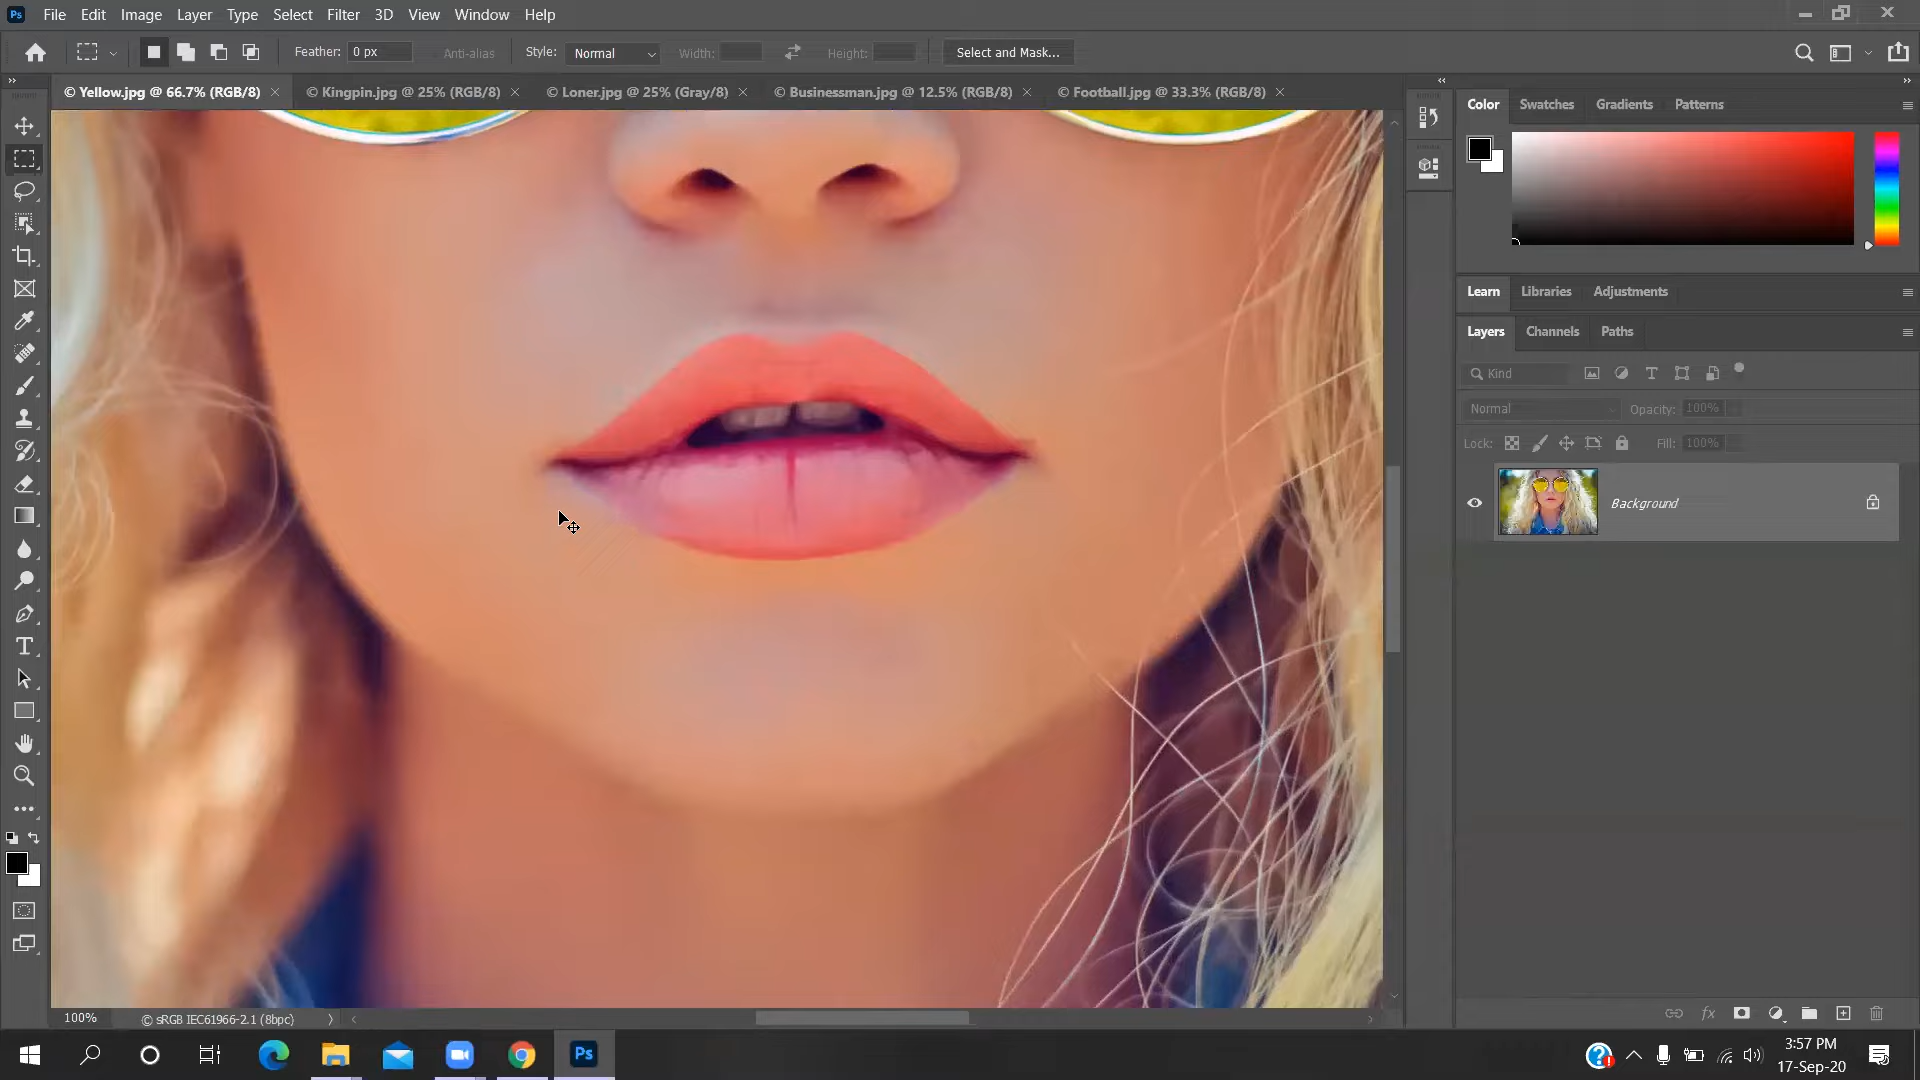 Ps File Edit Image Layer Type Select Filter 3D View Window Help
Feather: 0 px Anti-alias Style: Normal Width: Height: Select and Mask...
© Yellow.jpg @ 66.7% (RGB/8) © Kingpin.jpg @ 25% (RGB/8) © Loner.jpg @ 25% (Gray/8) © Businessman.jpg @ 12.5% (RGB/8) © Football.jpg @ 33.3% (RGB/8)
Color Swatches Gradients Patterns
Learn Libraries Adjustments
Layers Channels Paths
Kind
Normal Opacity: 100%
Lock: Fill: 100%
Background
100% © sRGB IEC61966-2.1 (8bpc)
Ps
3:57 PM
17-Sep-20